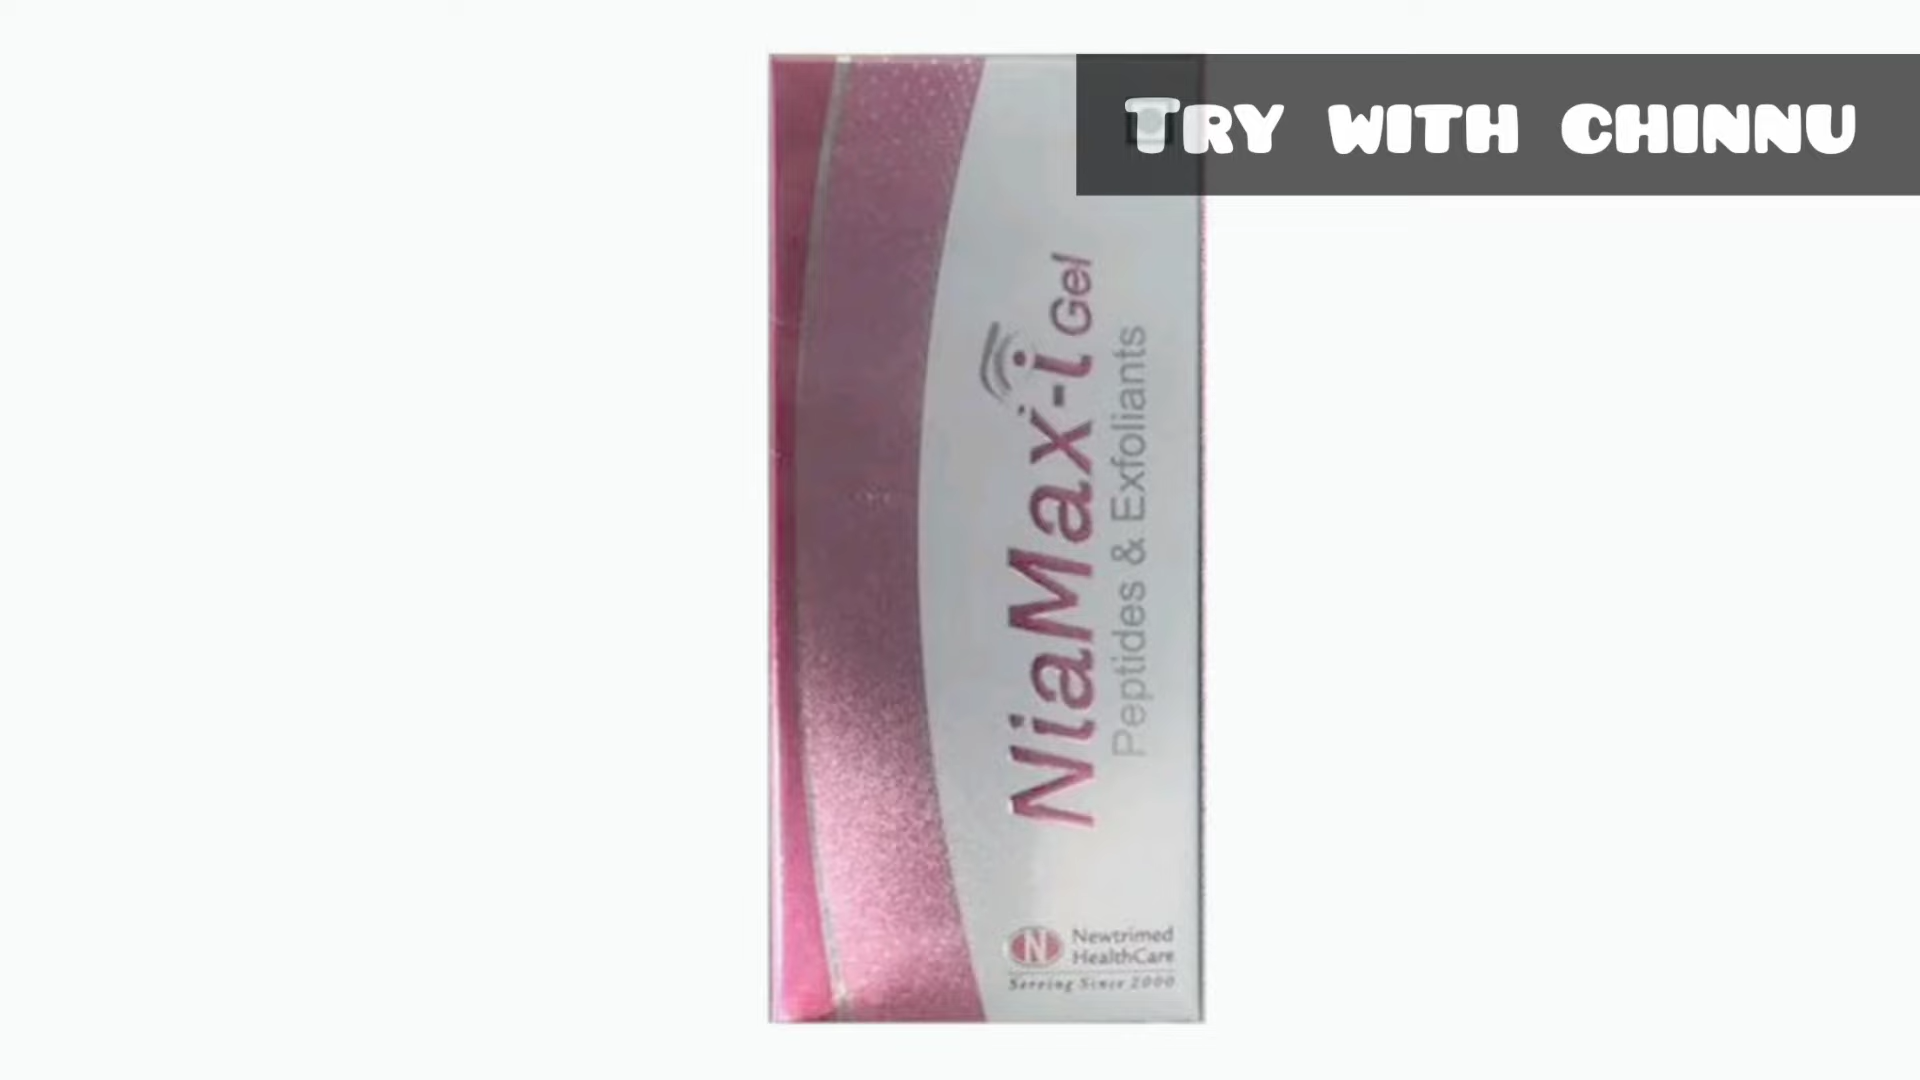 Try with chinnu
NiaMax-i Gel
Peptides & Exfoliants
N Newtrimed
HealthCare
Serving Since 2000